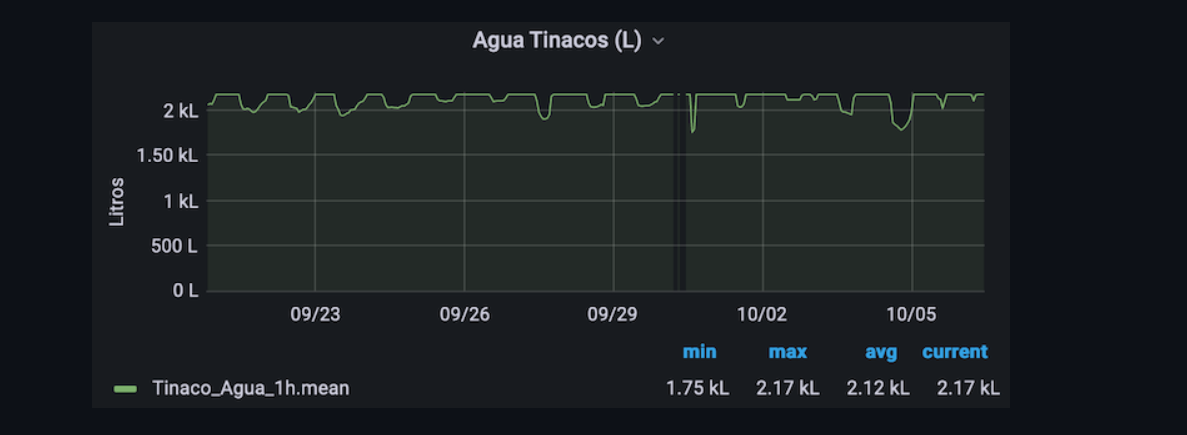 Agua Tinacos (L)
2 kL
1.50 kL
1 kL
500 L
0 L
Litros
09/23 09/26 09/29 10/02 10/05
min max avg current
Tinaco_Agua_1h.mean 1.75 kL 2.17 kL 2.12 kL 2.17 kL